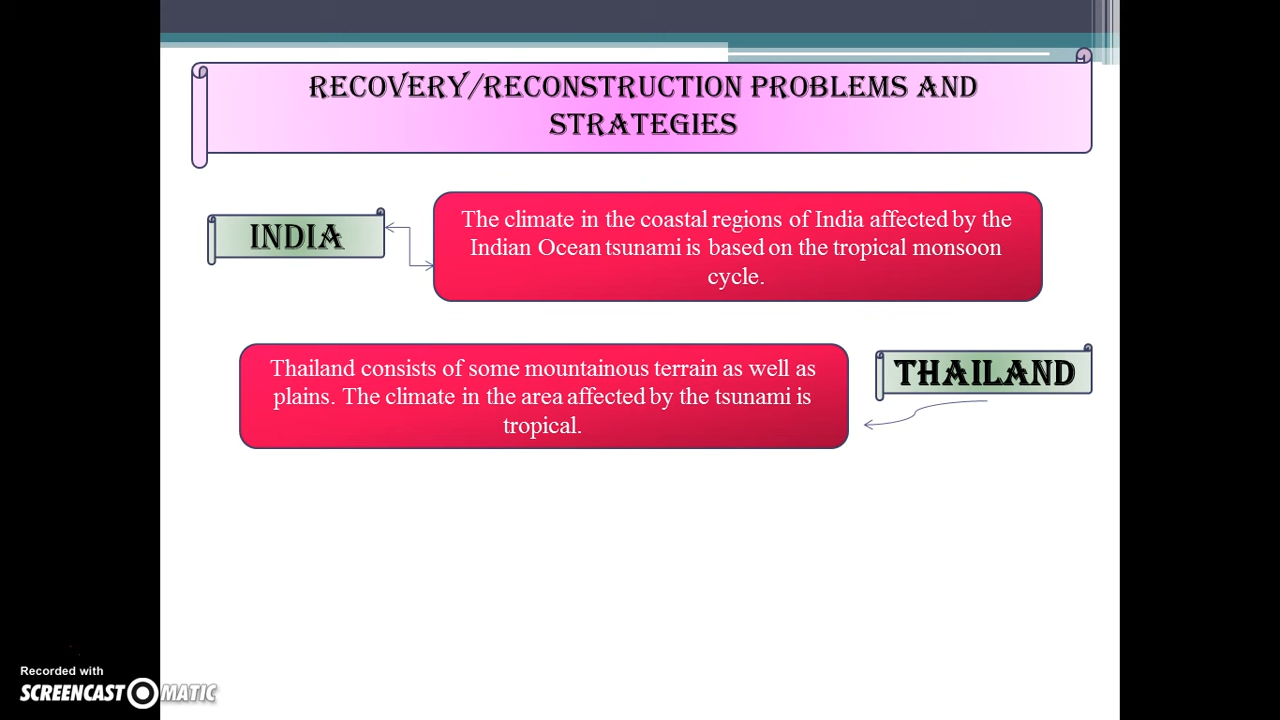 RECOVERY/RECONSTRUCTION PROBLEMS AND
STRATEGIES
INDIA
The climate in the coastal regions of India affected by the
Indian Ocean tsunami is based on the tropical monsoon
cycle.
Thailand consists of some mountainous terrain as well as
plains. The climate in the area affected by the tsunami is
tropical.
THAILAND
Recorded with
SCREENCAST MATIC